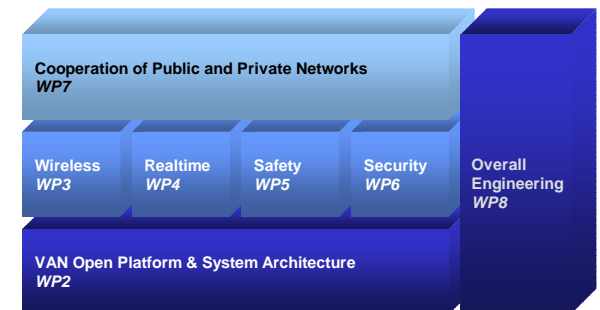 Cooperation of Public and Private Networks
WP7
Wireless
WP3
Realtime
WP4
Safety
WP5
Security
WP6
Overall
Engineering
WP8
VAN Open Platform & System Architecture
WP2